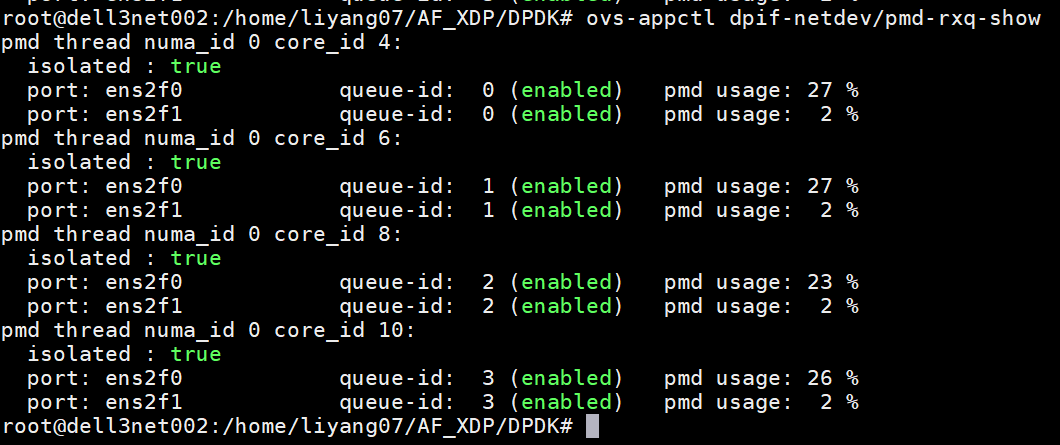 root@dell3net002:/home/liyang07/AF_XDP/DPDK# ovs-appctl dpif-netdev/pmd-rxq-show
pmd thread numa_id 0 core_id 4:
  isolated : true
  port: ens2f0            queue-id:  0 (enabled)   pmd usage: 27 %
  port: ens2f1            queue-id:  0 (enabled)   pmd usage:  2 %
pmd thread numa_id 0 core_id 6:
  isolated : true
  port: ens2f0            queue-id:  1 (enabled)   pmd usage: 27 %
  port: ens2f1            queue-id:  1 (enabled)   pmd usage:  2 %
pmd thread numa_id 0 core_id 8:
  isolated : true
  port: ens2f0            queue-id:  2 (enabled)   pmd usage: 23 %
  port: ens2f1            queue-id:  2 (enabled)   pmd usage:  2 %
pmd thread numa_id 0 core_id 10:
  isolated : true
  port: ens2f0            queue-id:  3 (enabled)   pmd usage: 26 %
  port: ens2f1            queue-id:  3 (enabled)   pmd usage:  2 %
root@dell3net002:/home/liyang07/AF_XDP/DPDK#